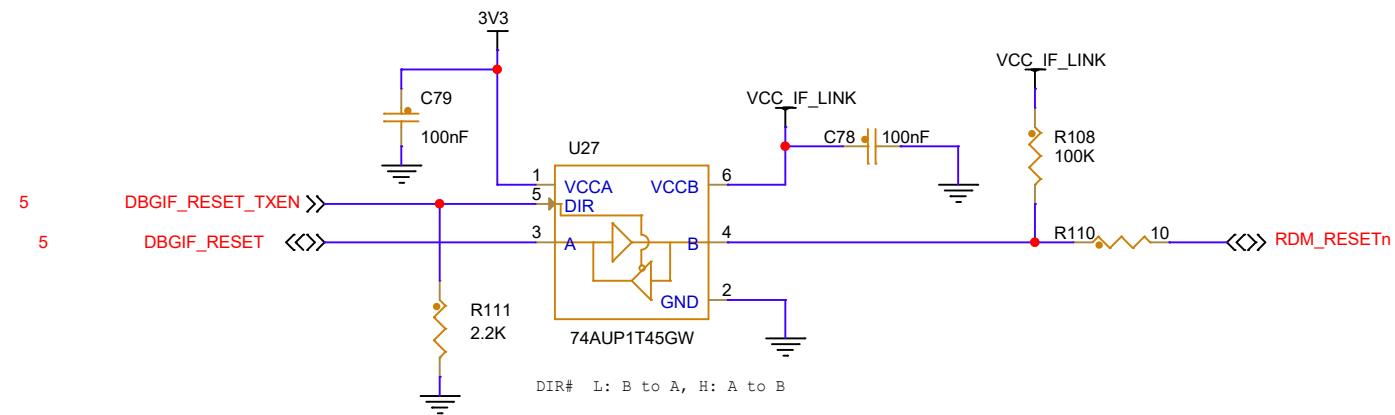 3V3
C79
100nF
VCC_IF_LINK
C78 100nF
VCC_IF_LINK
R108
100K
U27
1 VCCA VCCB 6
5 DBGIF_RESET_TXEN 5 DIR
5 DBGIF_RESET 3 A B 4 R110 10 RDM_RESETn
GND 2
R111
2.2K
74AUP1T45GW
DIR# L: B to A, H: A to B